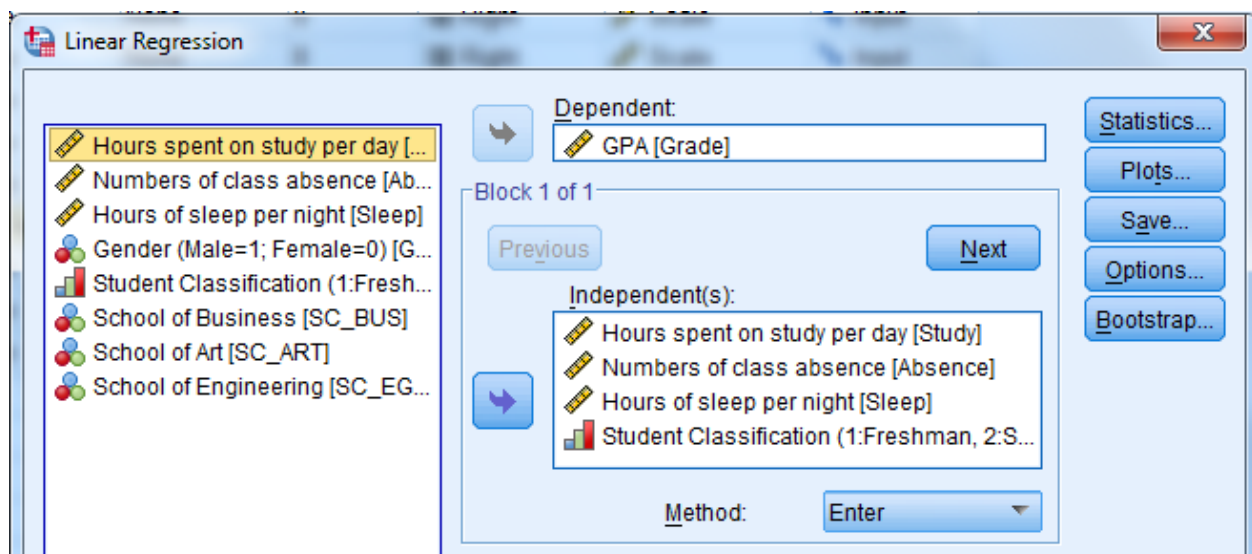 Linear Regression
Hours spent on study per day [...
Numbers of class absence [Ab...
Hours of sleep per night [Sleep]
Gender (Male=1; Female=0) [G...
Student Classification (1:Fresh...
School of Business [SC_BUS]
School of Art [SC_ART]
School of Engineering [SC_EG...
Dependent:
GPA [Grade]
Block 1 of 1
Previous
Next
Independent(s):
Hours spent on study per day [Study]
Numbers of class absence [Absence]
Hours of sleep per night [Sleep]
Student Classification (1:Freshman, 2:S...
Method:
Enter
Statistics...
Plots...
Save...
Options...
Bootstrap...